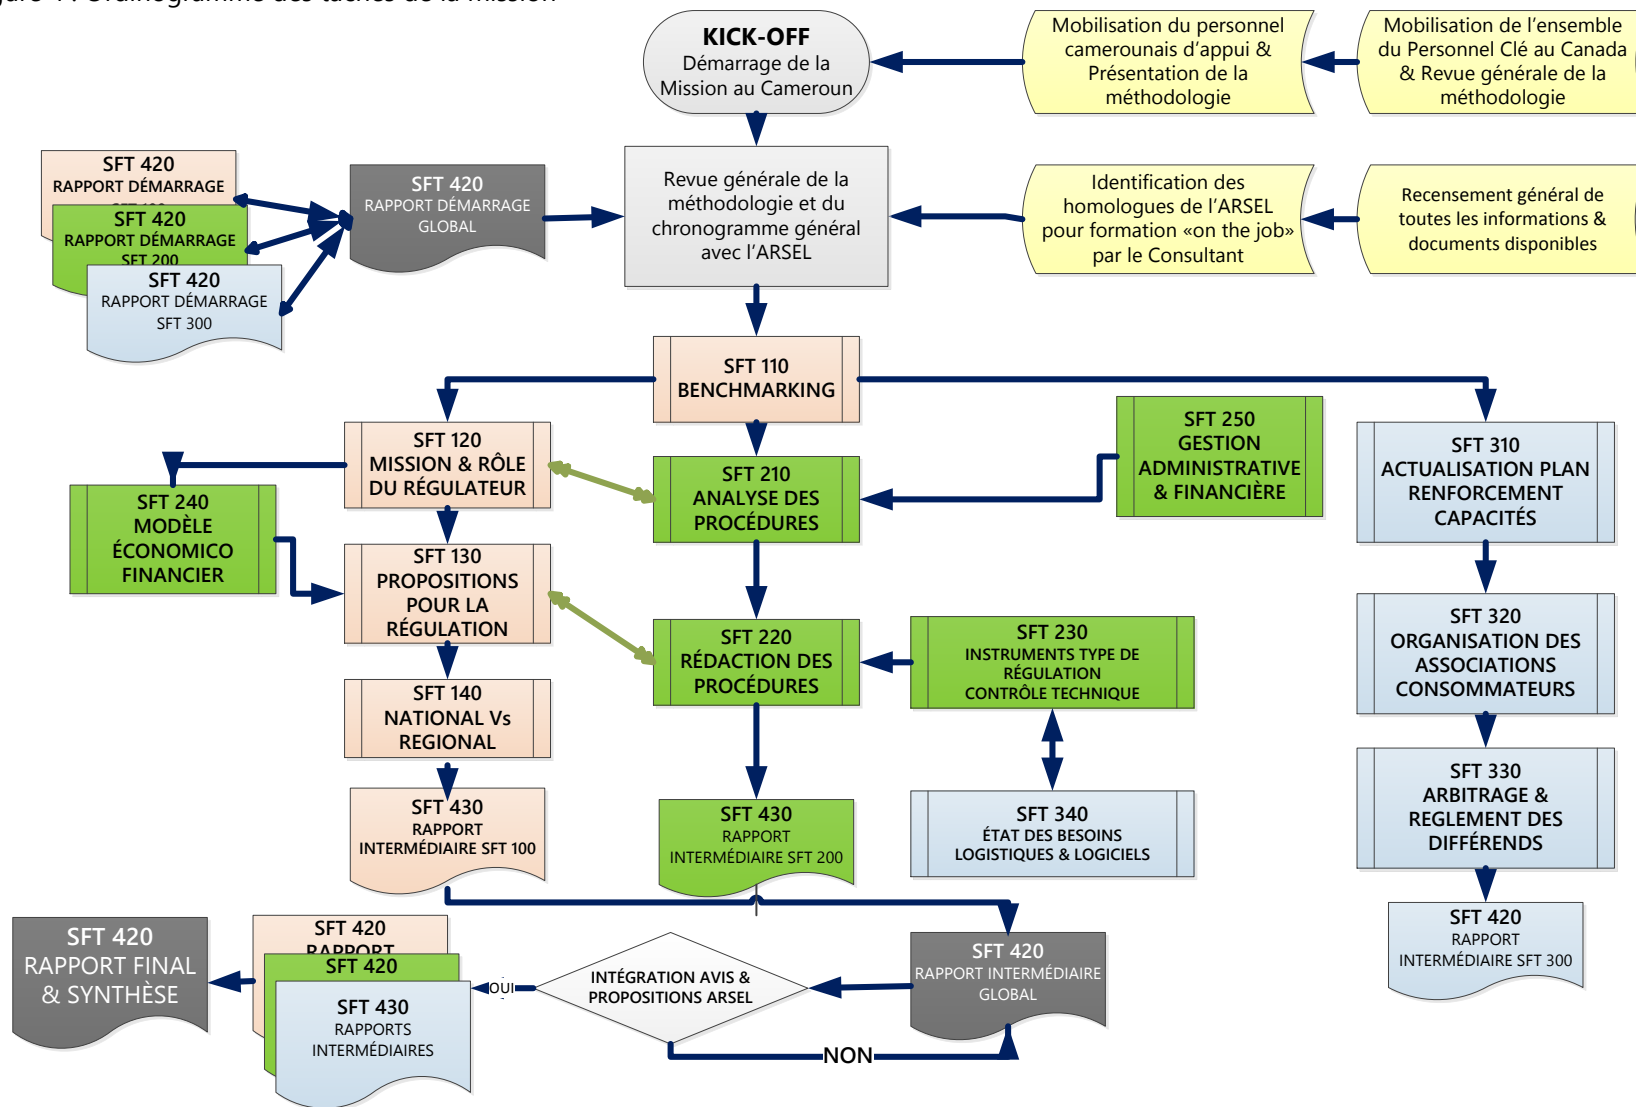 Ordinogramme des tâches de la mission
KICK-OFF
Démarrage de la
Mission au Cameroun
Mobilisation du personnel
camerounais d'appui &
Présentation de la
méthodologie
Mobilisation de l'ensemble
du Personnel Clé au Canada
& Revue générale de la
méthodologie
SFT 420
RAPPORT DÉMARRAGE
SFT 420
RAPPORT DÉMARRAGE
SFT 200
SFT 420
RAPPORT DÉMARRAGE
SFT 300
SFT 420
RAPPORT DÉMARRAGE
GLOBAL
Revue générale de la
méthodologie et du
chronogramme général
avec l'ARSEL
Identification des
homologues de l'ARSEL
pour formation «on the job»
par le Consultant
Recensement général de
toutes les informations &
documents disponibles
SFT 110
BENCHMARKING
SFT 120
MISSION & RÔLE
DU RÉGULATEUR
SFT 210
ANALYSE DES
PROCÉDURES
SFT 250
GESTION
ADMINISTRATIVE
& FINANCIÈRE
SFT 310
ACTUALISATION PLAN
RENFORCEMENT
CAPACITÉS
SFT 240
MODÈLE
ÉCONOMICO
FINANCIER
SFT 130
PROPOSITIONS
POUR LA
RÉGULATION
SFT 220
RÉDACTION DES
PROCÉDURES
SFT 230
INSTRUMENTS TYPE DE
RÉGULATION
CONTRÔLE TECHNIQUE
SFT 320
ORGANISATION DES
ASSOCIATIONS
CONSOMMATEURS
SFT 140
NATIONAL Vs
REGIONAL
SFT 330
ARBITRAGE &
REGLEMENT DES
DIFFÉRENDS
SFT 430
RAPPORT
INTERMÉDIAIRE SFT 100
SFT 430
RAPPORT
INTERMÉDIAIRE SFT 200
SFT 340
ÉTAT DES BESOINS
LOGISTIQUES & LOGICIELS
SFT 420
RAPPORT
INTERMÉDIAIRE SFT 300
SFT 420
RAPPORT FINAL
& SYNTHÈSE
SFT 420
RAPPORT
SFT 420
SFT 430
RAPPORTS
INTERMÉDIAIRES
OUI
INTÉGRATION AVIS &
PROPOSITIONS ARSEL
SFT 420
RAPPORT INTERMÉDIAIRE
GLOBAL
NON